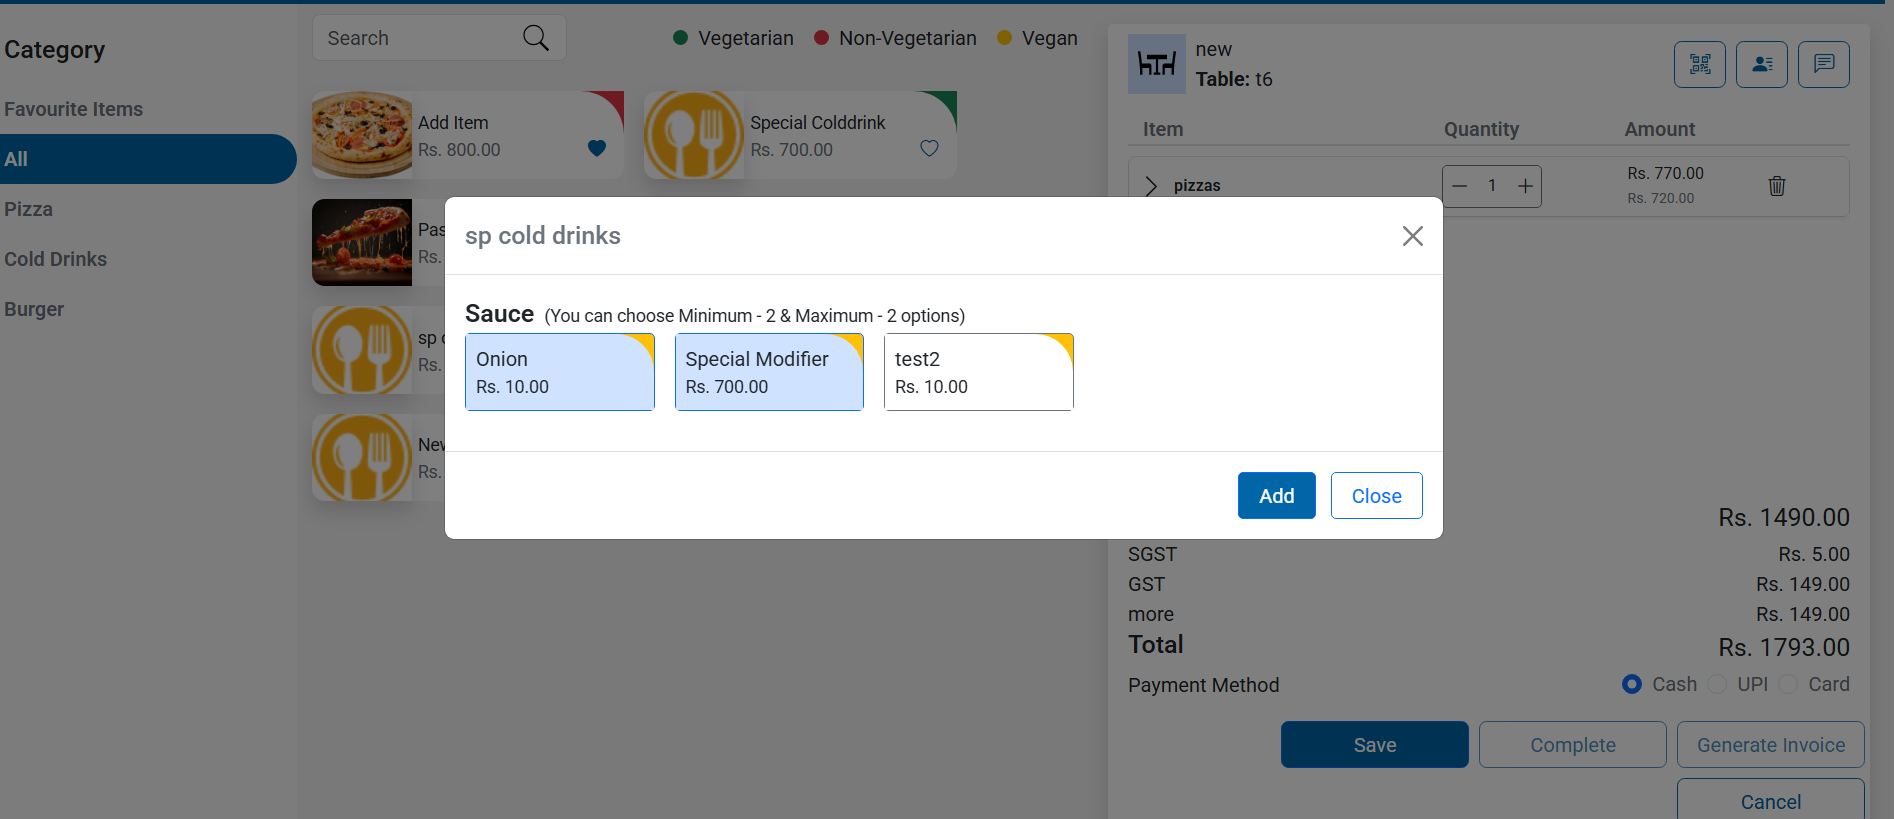 Category
Favourite Items
All
Pizza
Cold Drinks
Burger
Search
Vegetarian
Non-Vegetarian
Vegan
Add Item
Rs. 800.00
Special Colddrink
Rs. 700.00
Rs.
sp
Rs.
Rs.
sp cold drinks
Sauce (You can choose Minimum - 2 & Maximum - 2 options)
Onion
Rs. 10.00
Special Modifier
Rs. 700.00
test2
Rs. 10.00
Add
Close
new
Table: t6
Item Quantity Amount
pizzas
1
Rs. 770.00
Rs. 720.00
Rs. 1490.00
SGST Rs. 5.00
GST Rs. 149.00
more Rs. 149.00
Total Rs. 1793.00
Payment Method Cash UPI Card
Save
Complete
Generate Invoice
Cancel